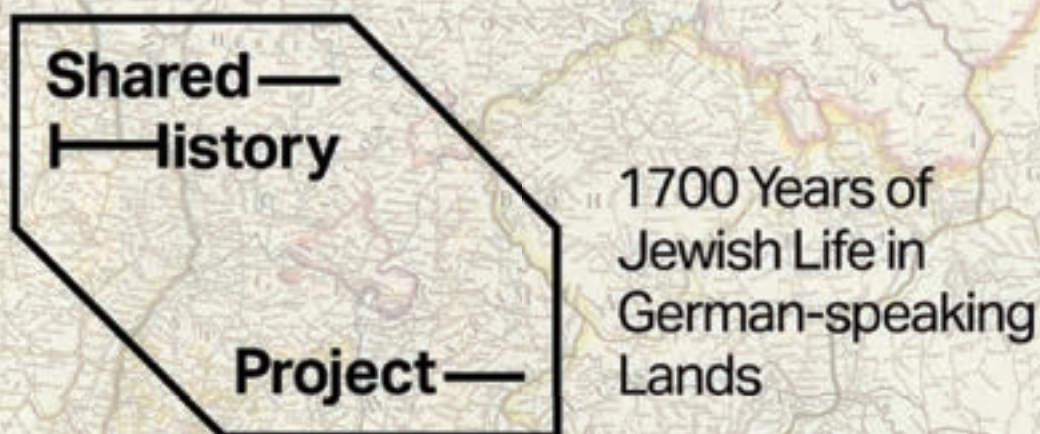 Shared
History
Project
1700 Years of
Jewish Life in
German-speaking
Lands